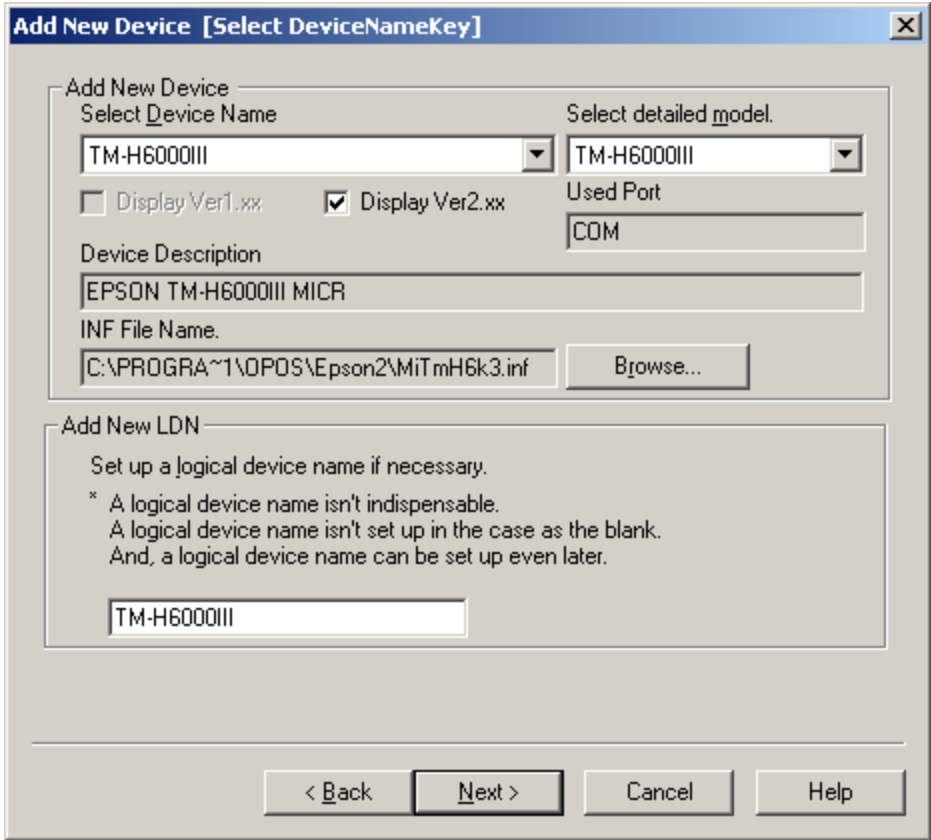 Add New Device [Select DeviceNameKey]
Add New Device
Select Device Name
Select detailed model.
TM-H6000III
TM-H6000III
Display Ver1.xx
Display Ver2.xx
Used Port
COM
Device Description
EPSON TM-H6000III MICR
INF File Name.
C:\PROGRA~1\OPOS\Epson2\MiTmH6k3.inf
Browse...
Add New LDN
Set up a logical device name if necessary.
* A logical device name isn't indispensable.
A logical device name isn't set up in the case as the blank.
And, a logical device name can be set up even later.
TM-H6000III
< Back
Next >
Cancel
Help